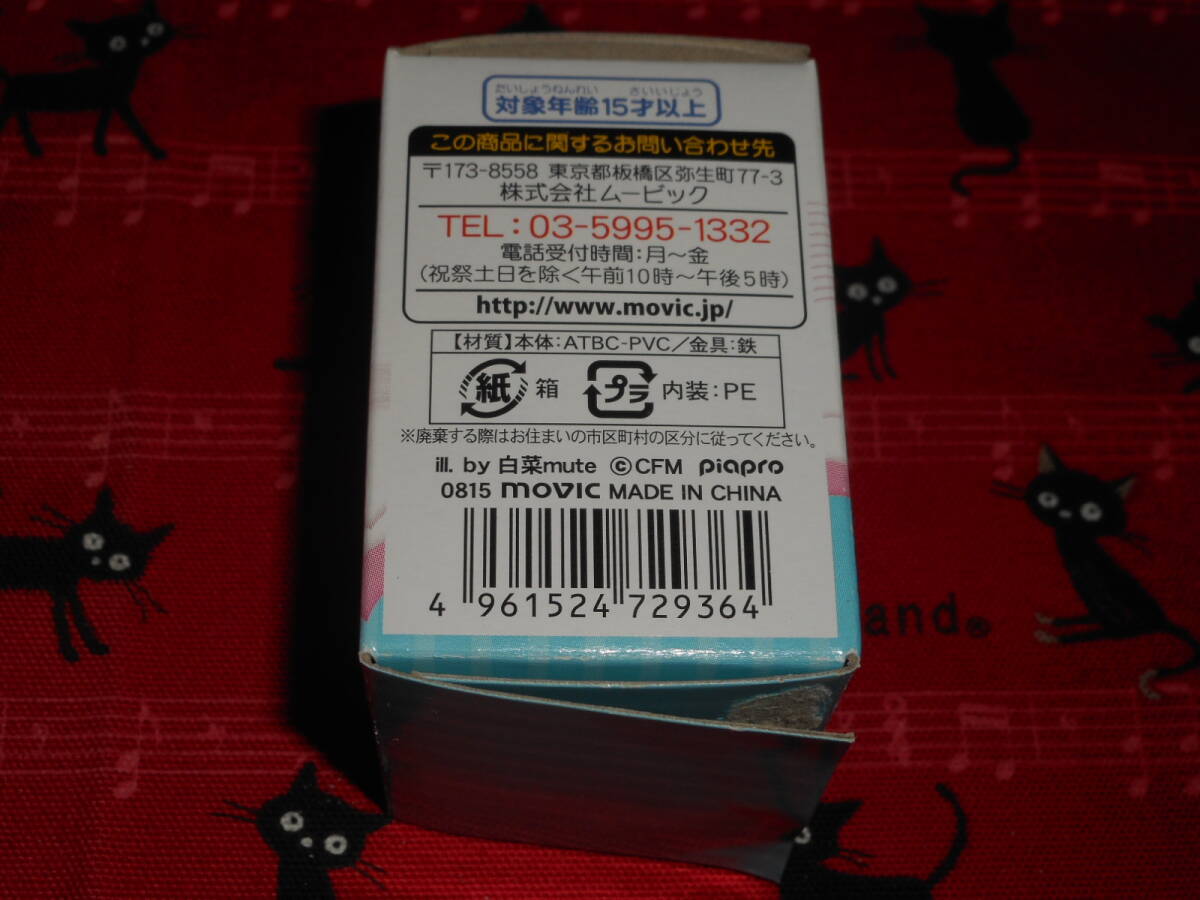 たいしょうねんれい さいいじょう
対象年齢15才以上
この商品に関するお問い合わせ先
〒173-8558 東京都板橋区弥生町77-3
株式会社ムービック
TEL：03-5995-1332
電話受付時間：月～金
（祝祭土日を除く午前10時～午後5時）
http://www.movic.jp/
【材質】本体：ATBC-PVC／金具：鉄
紙 箱 プラ 内装：PE
※廃棄する際はお住まいの市区町村の区分に従ってください。
ill. by 白菜mute ©CFM piapro
0815 movic MADE IN CHINA
4 961524 729364
and®